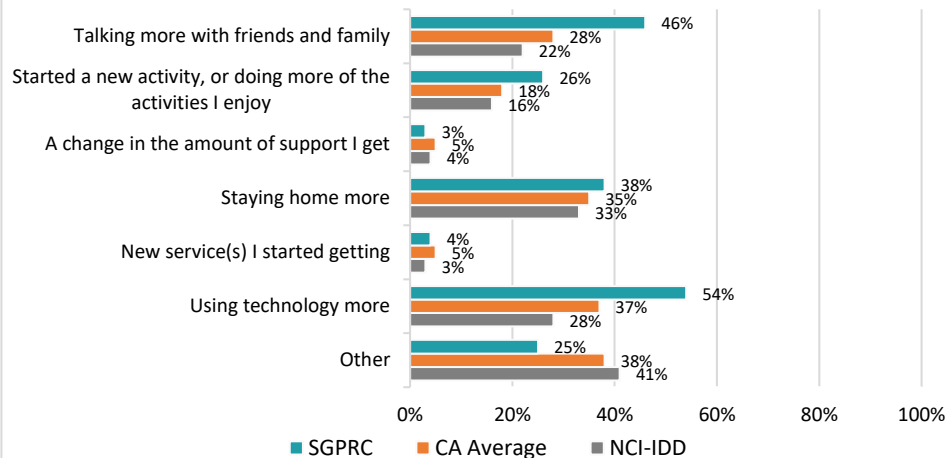 Talking more with friends and family
46%
28%
22%
Started a new activity, or doing more of the
activities I enjoy
26%
18%
16%
A change in the amount of support I get
3%
5%
4%
Staying home more
38%
35%
33%
New service(s) I started getting
4%
5%
3%
Using technology more
54%
37%
28%
Other
25%
38%
41%
0% 20% 40% 60% 80% 100%
SGPRC CA Average NCI-IDD